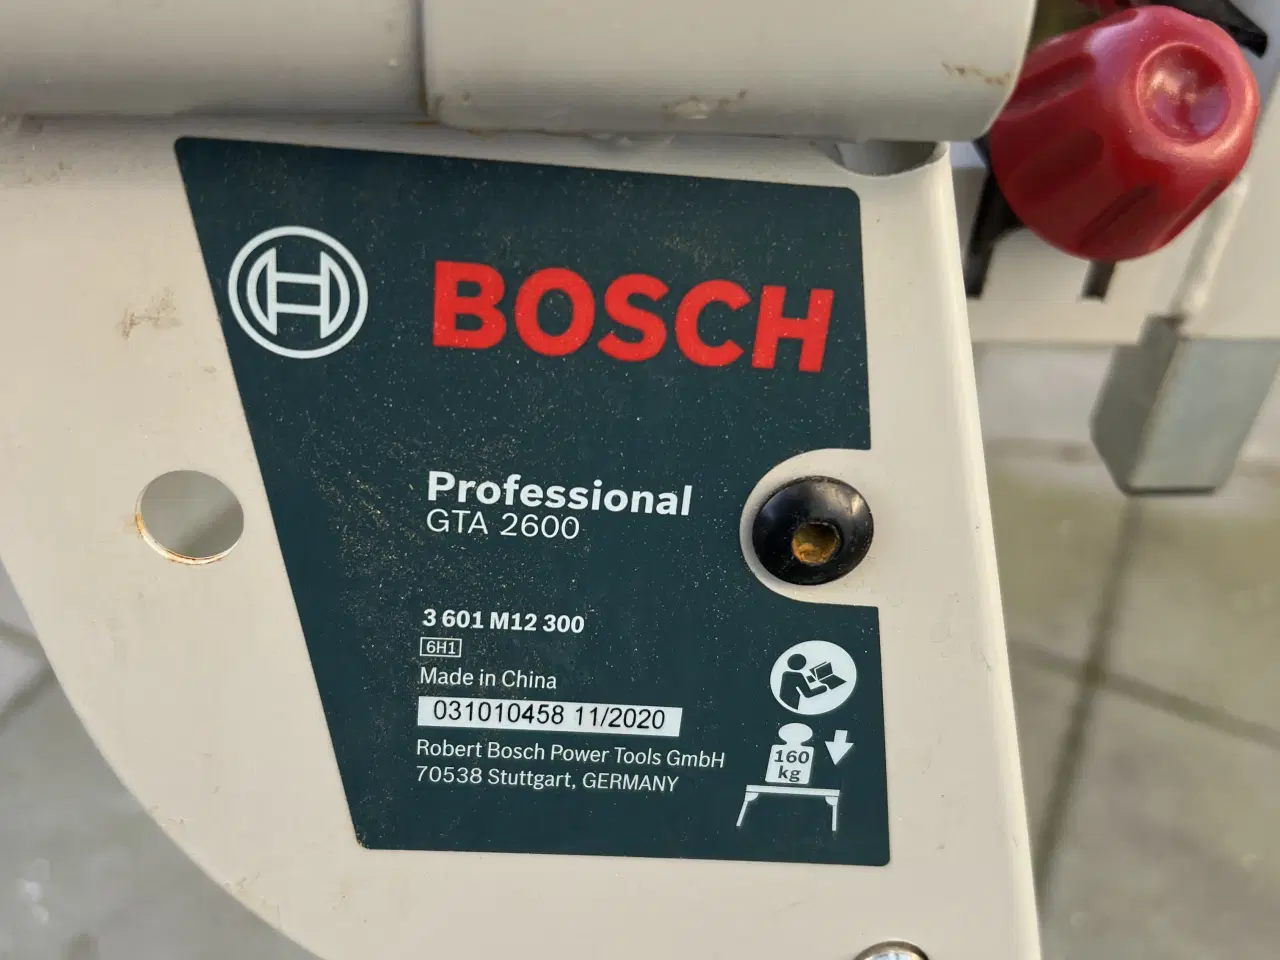 BOSCH
Professional
GTA 2600
3 601 M12 300
6H1
Made in China
031010458 11/2020
Robert Bosch Power Tools GmbH
70538 Stuttgart, GERMANY
160
kg